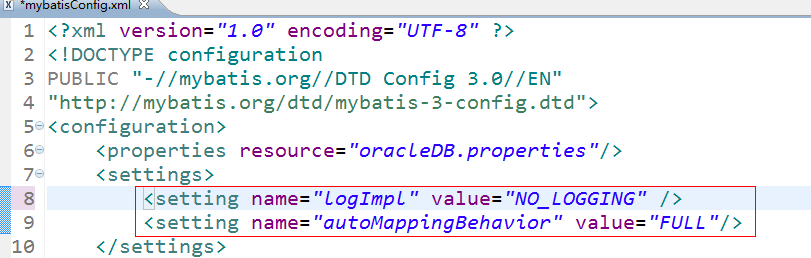 *mybatisConfig.xml
1 <?xml version="1.0" encoding="UTF-8" ?>
2 <!DOCTYPE configuration
3 PUBLIC "-//mybatis.org//DTD Config 3.0//EN"
4 "http://mybatis.org/dtd/mybatis-3-config.dtd">
5 <configuration>
6 <properties resource="oracleDB.properties"/>
7 <settings>
8 <setting name="logImpl" value="NO_LOGGING" />
9 <setting name="autoMappingBehavior" value="FULL"/>
10 </settings>